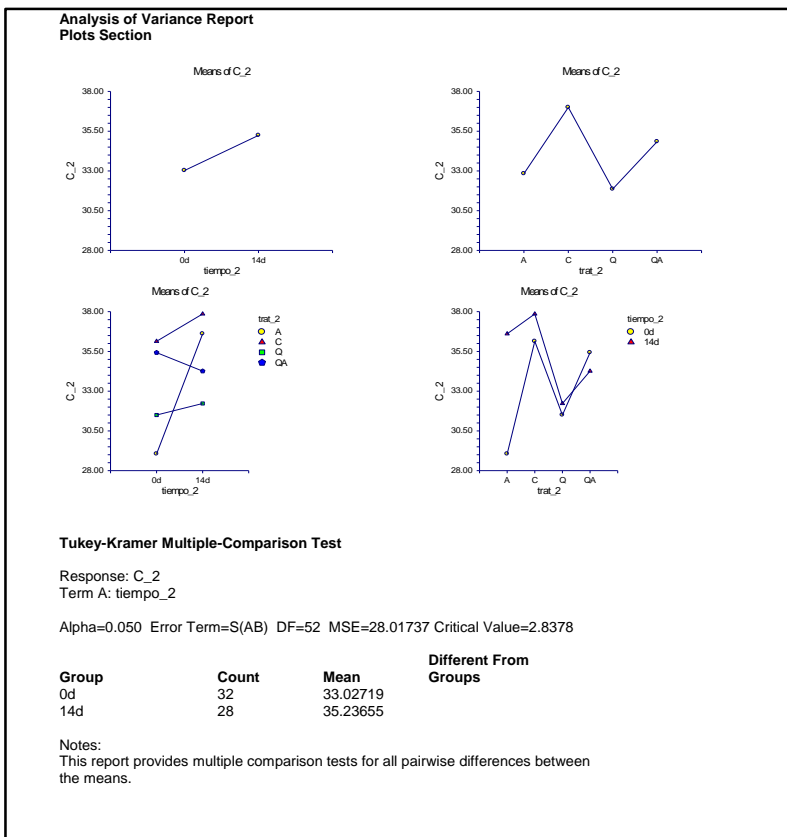 Analysis of Variance Report
Plots Section
Means of C_2
38.00
35.50
33.00
30.50
28.00
C_2
0d 14d
tiempo_2
Means of C_2
38.00
35.50
33.00
30.50
28.00
C_2
A C Q QA
trat_2
Means of C_2
38.00
35.50
33.00
30.50
28.00
C_2
0d 14d
tiempo_2
trat_2
A
C
Q
QA
Means of C_2
38.00
35.50
33.00
30.50
28.00
C_2
A C Q QA
trat_2
tiempo_2
0d
14d
Tukey-Kramer Multiple-Comparison Test
Response: C_2
Term A: tiempo_2
Alpha=0.050 Error Term=S(AB) DF=52 MSE=28.01737 Critical Value=2.8378
Different From
Group Count Mean Groups
0d 32 33.02719
14d 28 35.23655
Notes:
This report provides multiple comparison tests for all pairwise differences between
the means.